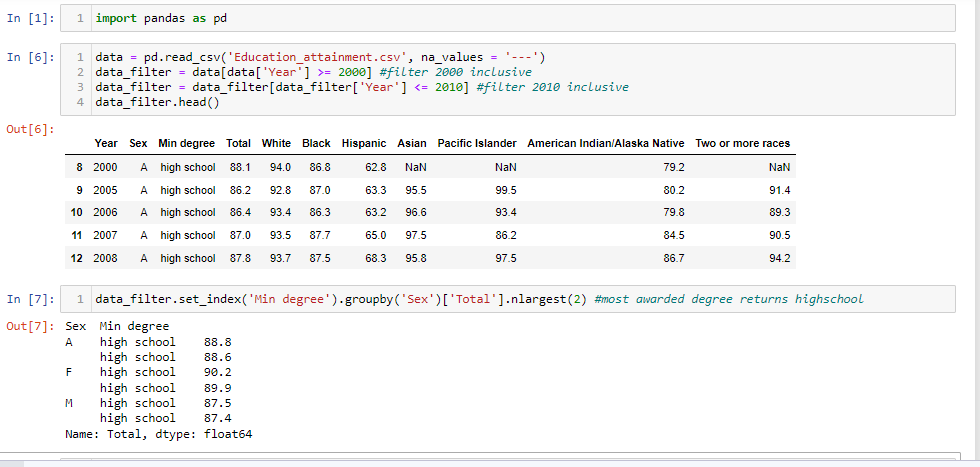 In [1]: 1 import pandas as pd
In [6]: 1 data = pd.read_csv('Education_attainment.csv', na_values = '---')
2 data_filter = data[data['Year'] >= 2000] #filter 2000 inclusive
3 data_filter = data_filter[data_filter['Year'] <= 2010] #filter 2010 inclusive
4 data_filter.head()
Out[6]:
Year Sex Min degree Total White Black Hispanic Asian Pacific Islander American Indian/Alaska Native Two or more races
8 2000 A high school 88.1 94.0 86.8 62.8 NaN NaN 79.2 NaN
9 2005 A high school 86.2 92.8 87.0 63.3 95.5 99.5 80.2 91.4
10 2006 A high school 86.4 93.4 86.3 63.2 96.6 93.4 79.8 89.3
11 2007 A high school 87.0 93.5 87.7 65.0 97.5 86.2 84.5 90.5
12 2008 A high school 87.8 93.7 87.5 68.3 95.8 97.5 86.7 94.2
In [7]: 1 data_filter.set_index('Min degree').groupby('Sex')['Total'].nlargest(2) #most awarded degree returns highschool
Out[7]: Sex Min degree
A high school 88.8
high school 88.6
F high school 90.2
high school 89.9
M high school 87.5
high school 87.4
Name: Total, dtype: float64